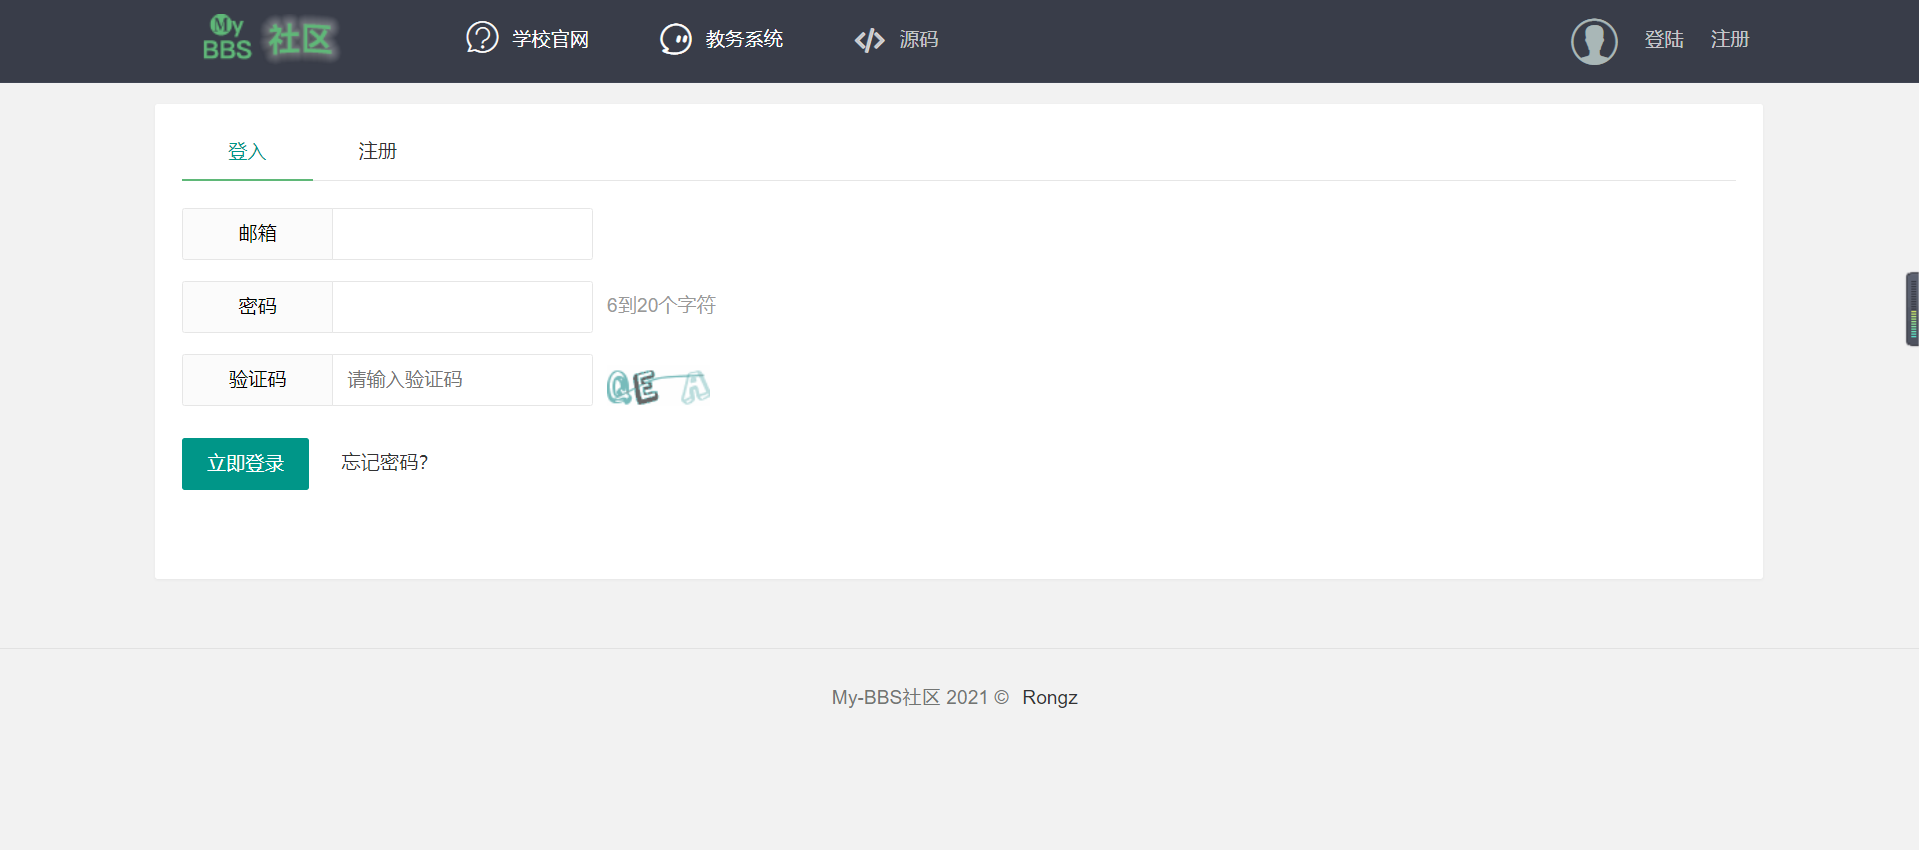 My
BBS 社区
学校官网
教务系统
源码
登陆
注册
登入
注册
邮箱
密码
6到20个字符
验证码
请输入验证码
QE A
立即登录
忘记密码?
My-BBS社区 2021 © Rongz